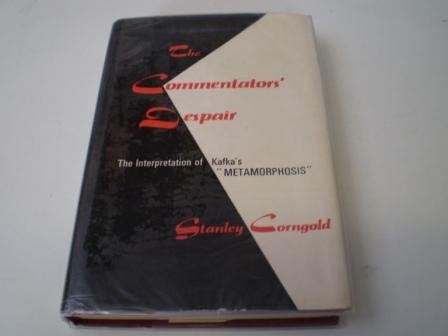 The
Commentators'
Despair
The Interpretation of Kafka's
"METAMORPHOSIS"
Stanley Corngold